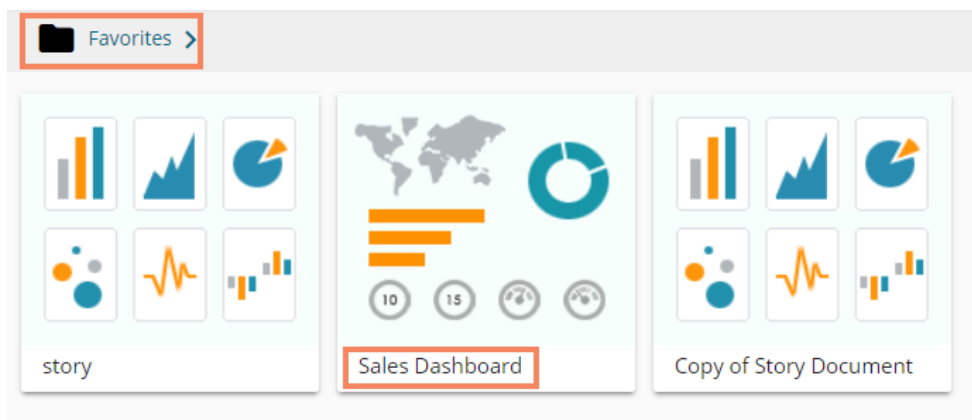 Favorites
10
15
story
Sales Dashboard
Copy of Story Document